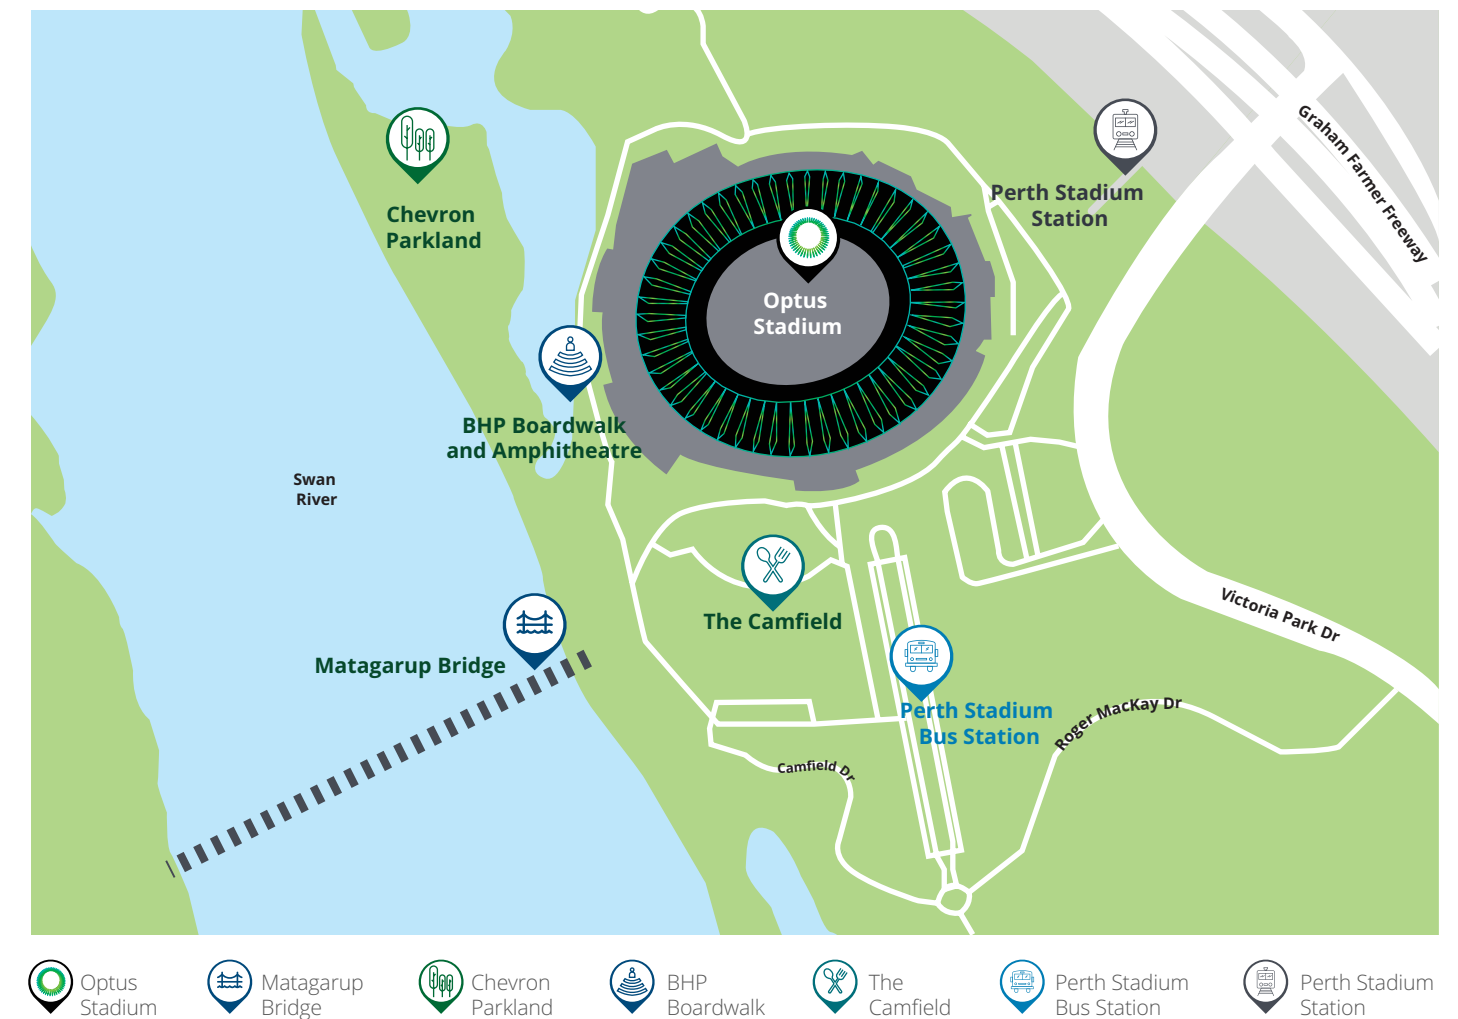 Graham Farmer Freeway
Perth Stadium
Station
Chevron
Parkland
Optus
Stadium
BHP Boardwalk
and Amphitheatre
Swan
River
The Camfield
Victoria Park Dr
Matagarup Bridge
Perth Stadium
Bus Station
Roger MacKay Dr
Camfield Dr
Optus
Stadium
Matagarup
Bridge
Chevron
Parkland
BHP
Boardwalk
The
Camfield
Perth Stadium
Bus Station
Perth Stadium
Station